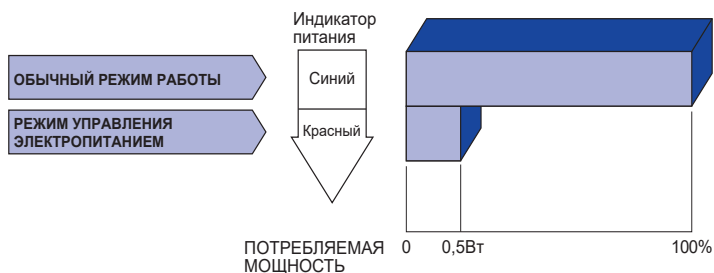 Индикатор
питания
ОБЫЧНЫЙ РЕЖИМ РАБОТЫ
Синий
РЕЖИМ УПРАВЛЕНИЯ
ЭЛЕКТРОПИТАНИЕМ
Красный
ПОТРЕБЛЯЕМАЯ
МОЩНОСТЬ
0 0,5Вт 100%